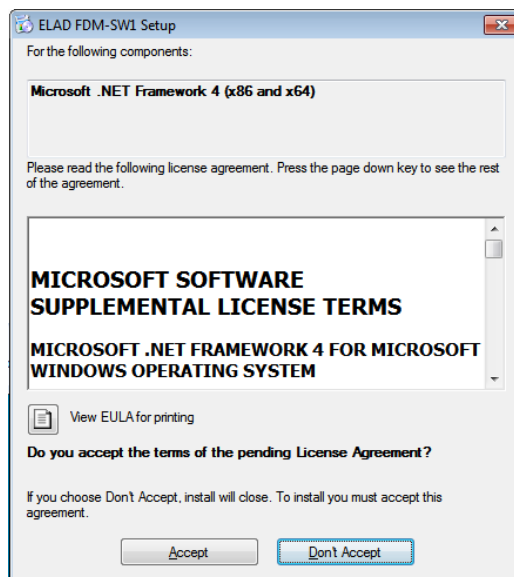 ELAD FDM-SW1 Setup
For the following components:
Microsoft .NET Framework 4 (x86 and x64)
Please read the following license agreement. Press the page down key to see the rest
of the agreement.
MICROSOFT SOFTWARE
SUPPLEMENTAL LICENSE TERMS
MICROSOFT .NET FRAMEWORK 4 FOR MICROSOFT
WINDOWS OPERATING SYSTEM
View EULA for printing
Do you accept the terms of the pending License Agreement?
If you choose Don't Accept, install will close. To install you must accept this
agreement.
Accept
Don't Accept